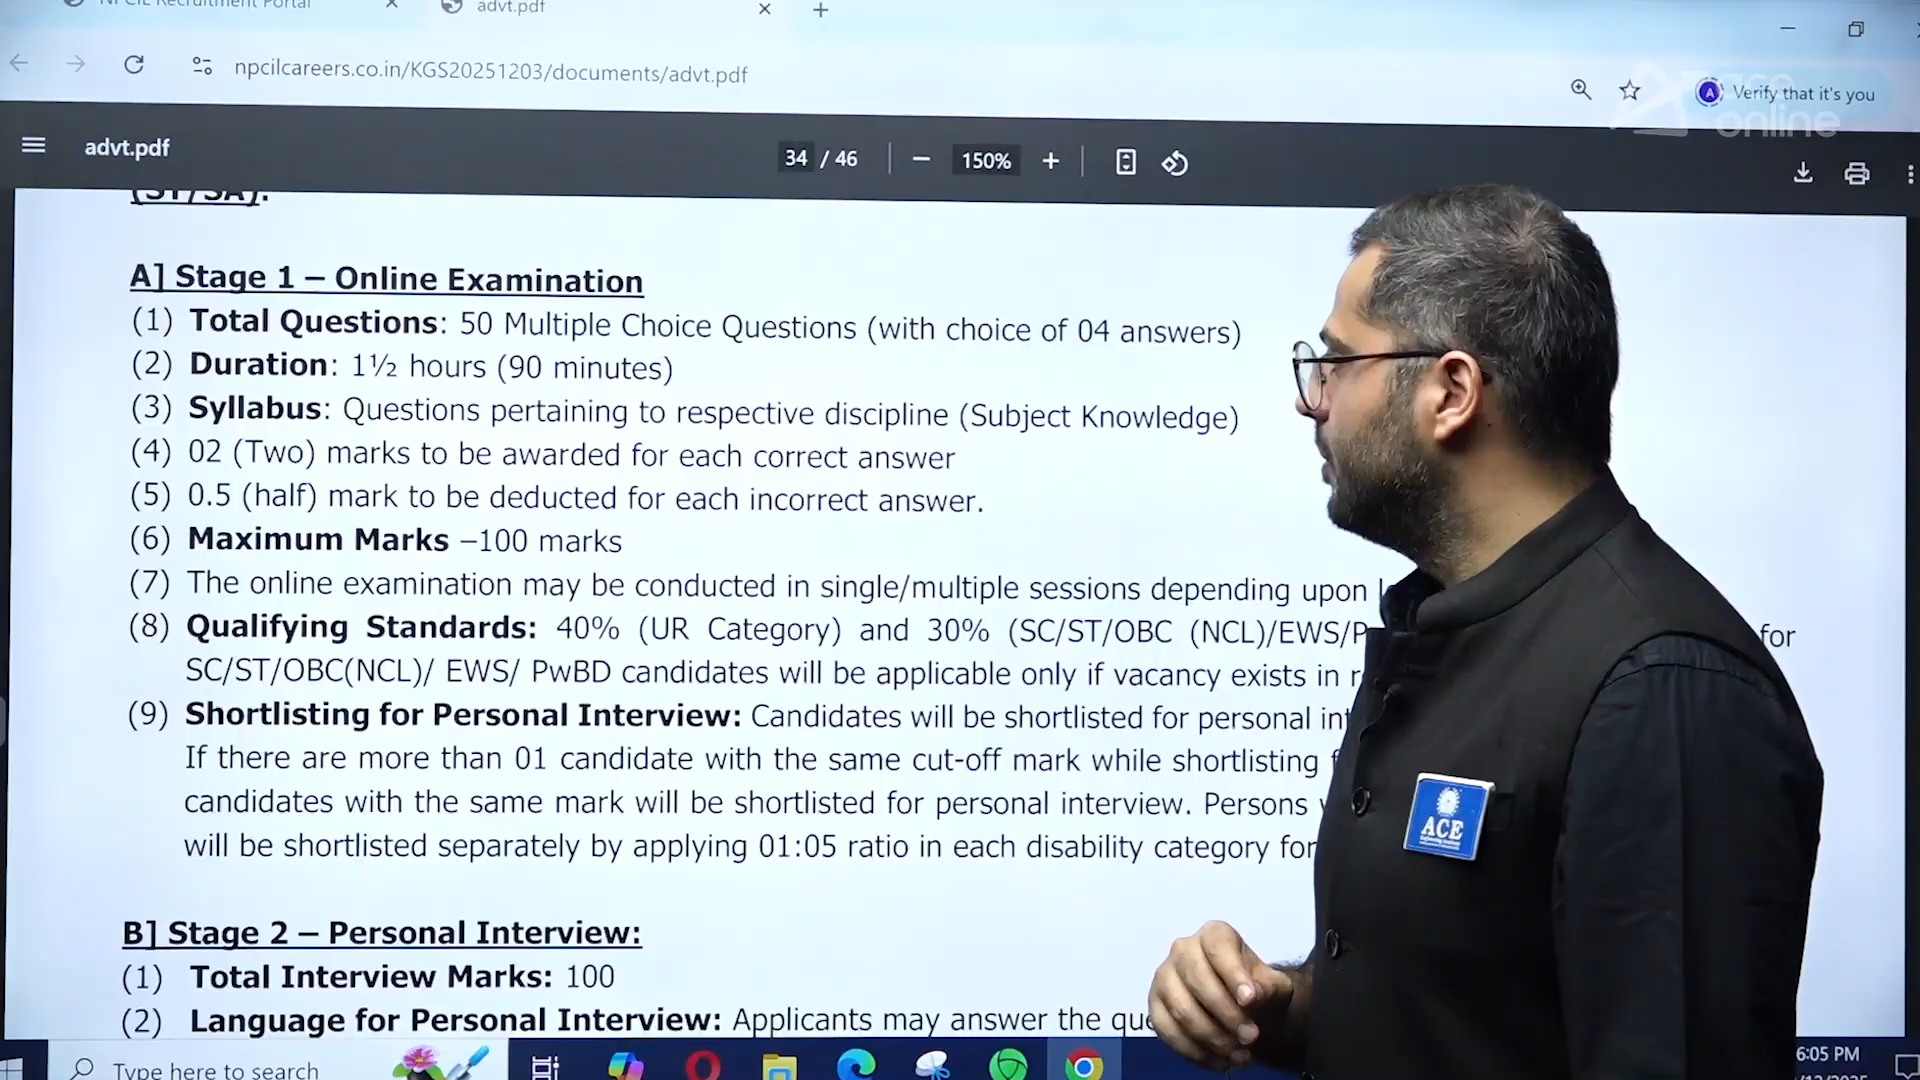 NPCIL Recruitment Portal
advt.pdf
npcilcareers.co.in/KGS20251203/documents/advt.pdf
Verify that it's you
ace
online
advt.pdf
34 / 46
150%
(ST/SA):
A] Stage 1 – Online Examination
(1) Total Questions: 50 Multiple Choice Questions (with choice of 04 answers)
(2) Duration: 1½ hours (90 minutes)
(3) Syllabus: Questions pertaining to respective discipline (Subject Knowledge)
(4) 02 (Two) marks to be awarded for each correct answer
(5) 0.5 (half) mark to be deducted for each incorrect answer.
(6) Maximum Marks –100 marks
(7) The online examination may be conducted in single/multiple sessions depending upon
(8) Qualifying Standards: 40% (UR Category) and 30% (SC/ST/OBC (NCL)/EWS/P for
SC/ST/OBC(NCL)/ EWS/ PwBD candidates will be applicable only if vacancy exists in
(9) Shortlisting for Personal Interview: Candidates will be shortlisted for personal int
If there are more than 01 candidate with the same cut-off mark while shortlisting
candidates with the same mark will be shortlisted for personal interview. Persons
will be shortlisted separately by applying 01:05 ratio in each disability category for
ACE
B] Stage 2 – Personal Interview:
(1) Total Interview Marks: 100
(2) Language for Personal Interview: Applicants may answer the que
Type here to search
6:05 PM